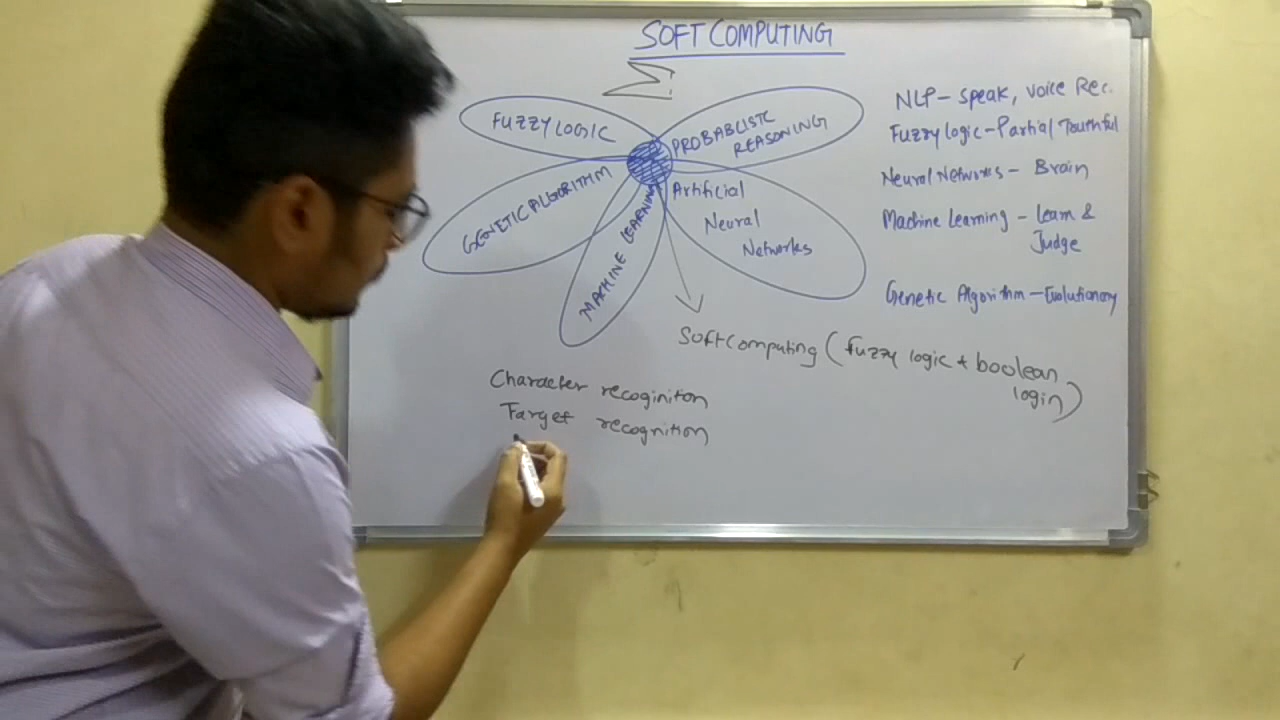 SOFT COMPUTING
FUZZY LOGIC
PROBABLISTC
REASONING
GENETIC ALGORITHM
MACHINE LEARNING
Artificial
Neural
Networks
NLP - Speak, Voice Rec.
Fuzzy logic - Partial Touthful
Neural Networks - Brain
Machine Learning - Learn &
Judge
Genetic Algorithm - Evolutionary
Soft Computing (fuzzy logic + boolean
login)
Character recoginiton
Target recognition